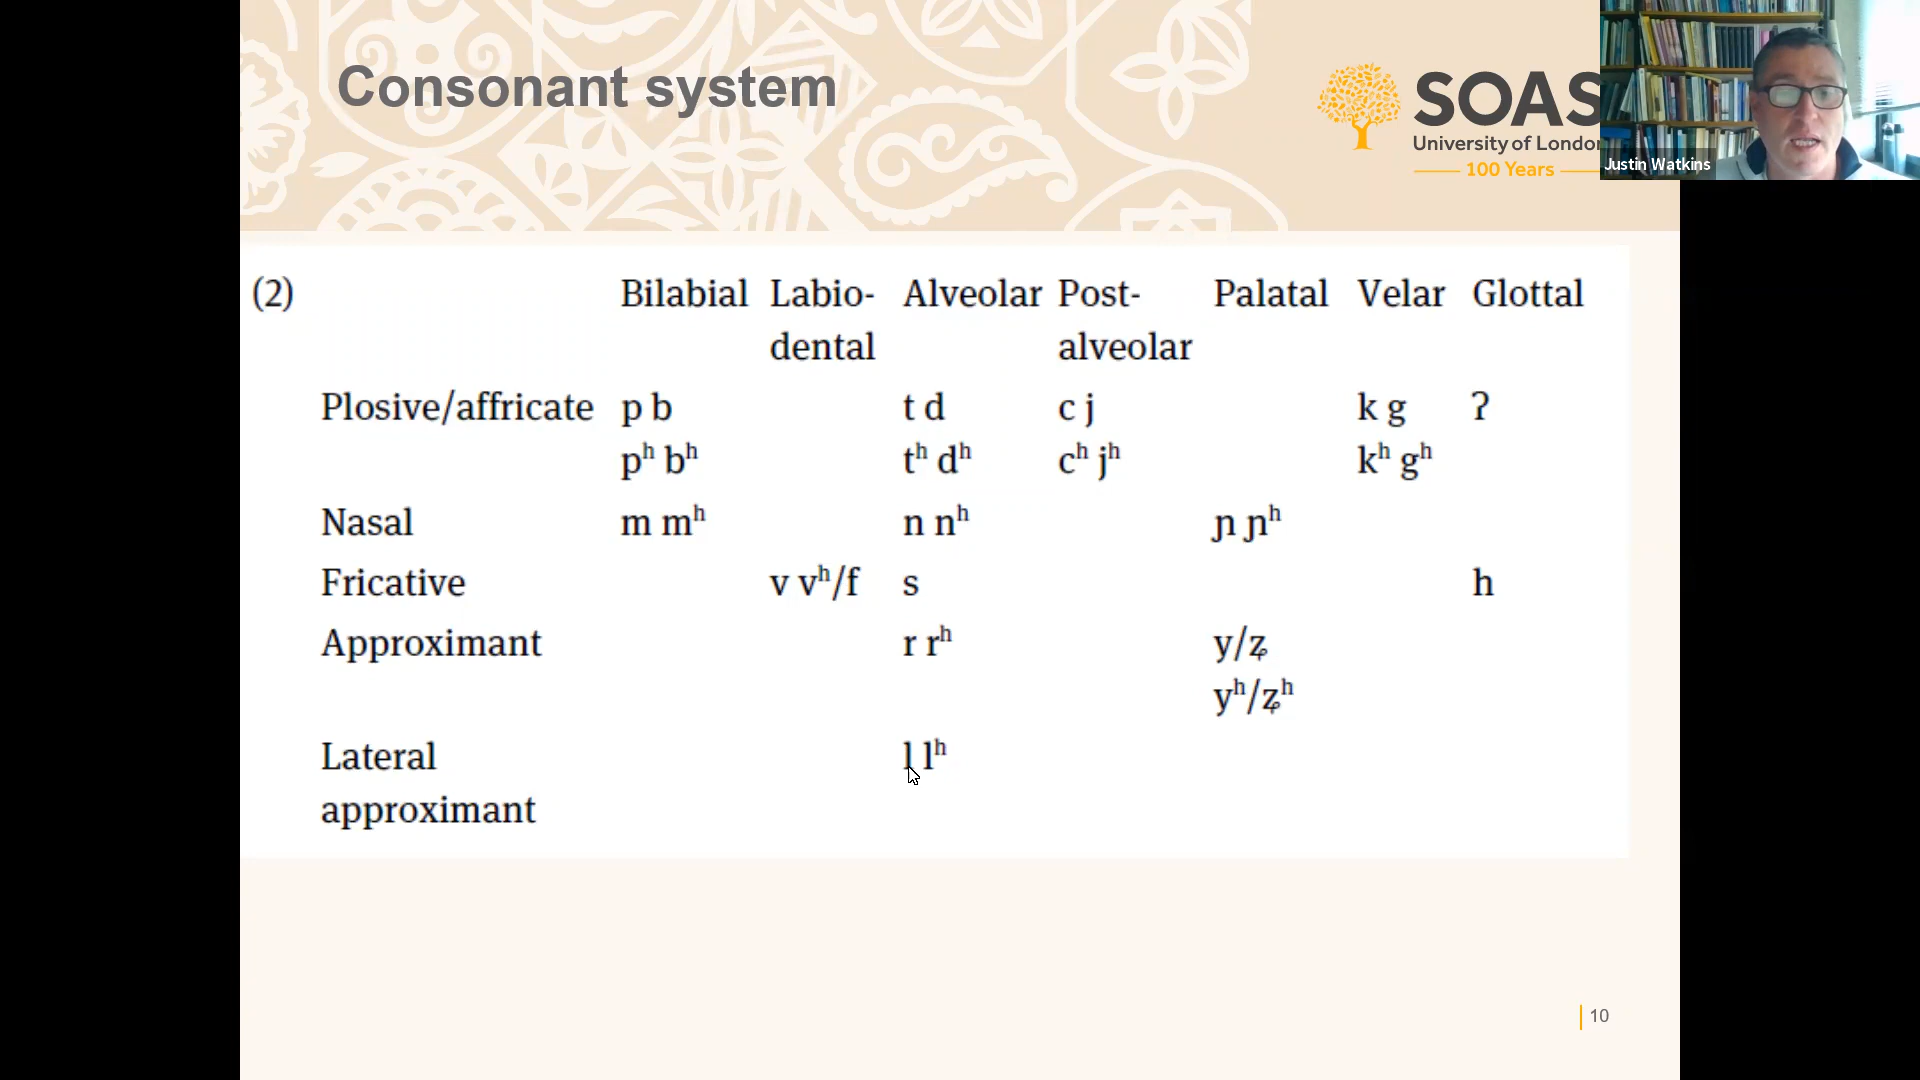 Consonant system
SOAS
University of London
100 Years
Justin Watkins
(2) Bilabial Labio- Alveolar Post- Palatal Velar Glottal
dental alveolar
Plosive/affricate p b t d c j k g ʔ
pʰ bʰ tʰ dʰ cʰ jʰ kʰ gʰ
Nasal m mʰ n nʰ ɲ ɲʰ
Fricative v vʰ/f s h
Approximant r rʰ y/ʑ
yʰ/ʑʰ
Lateral l lʰ
approximant
10